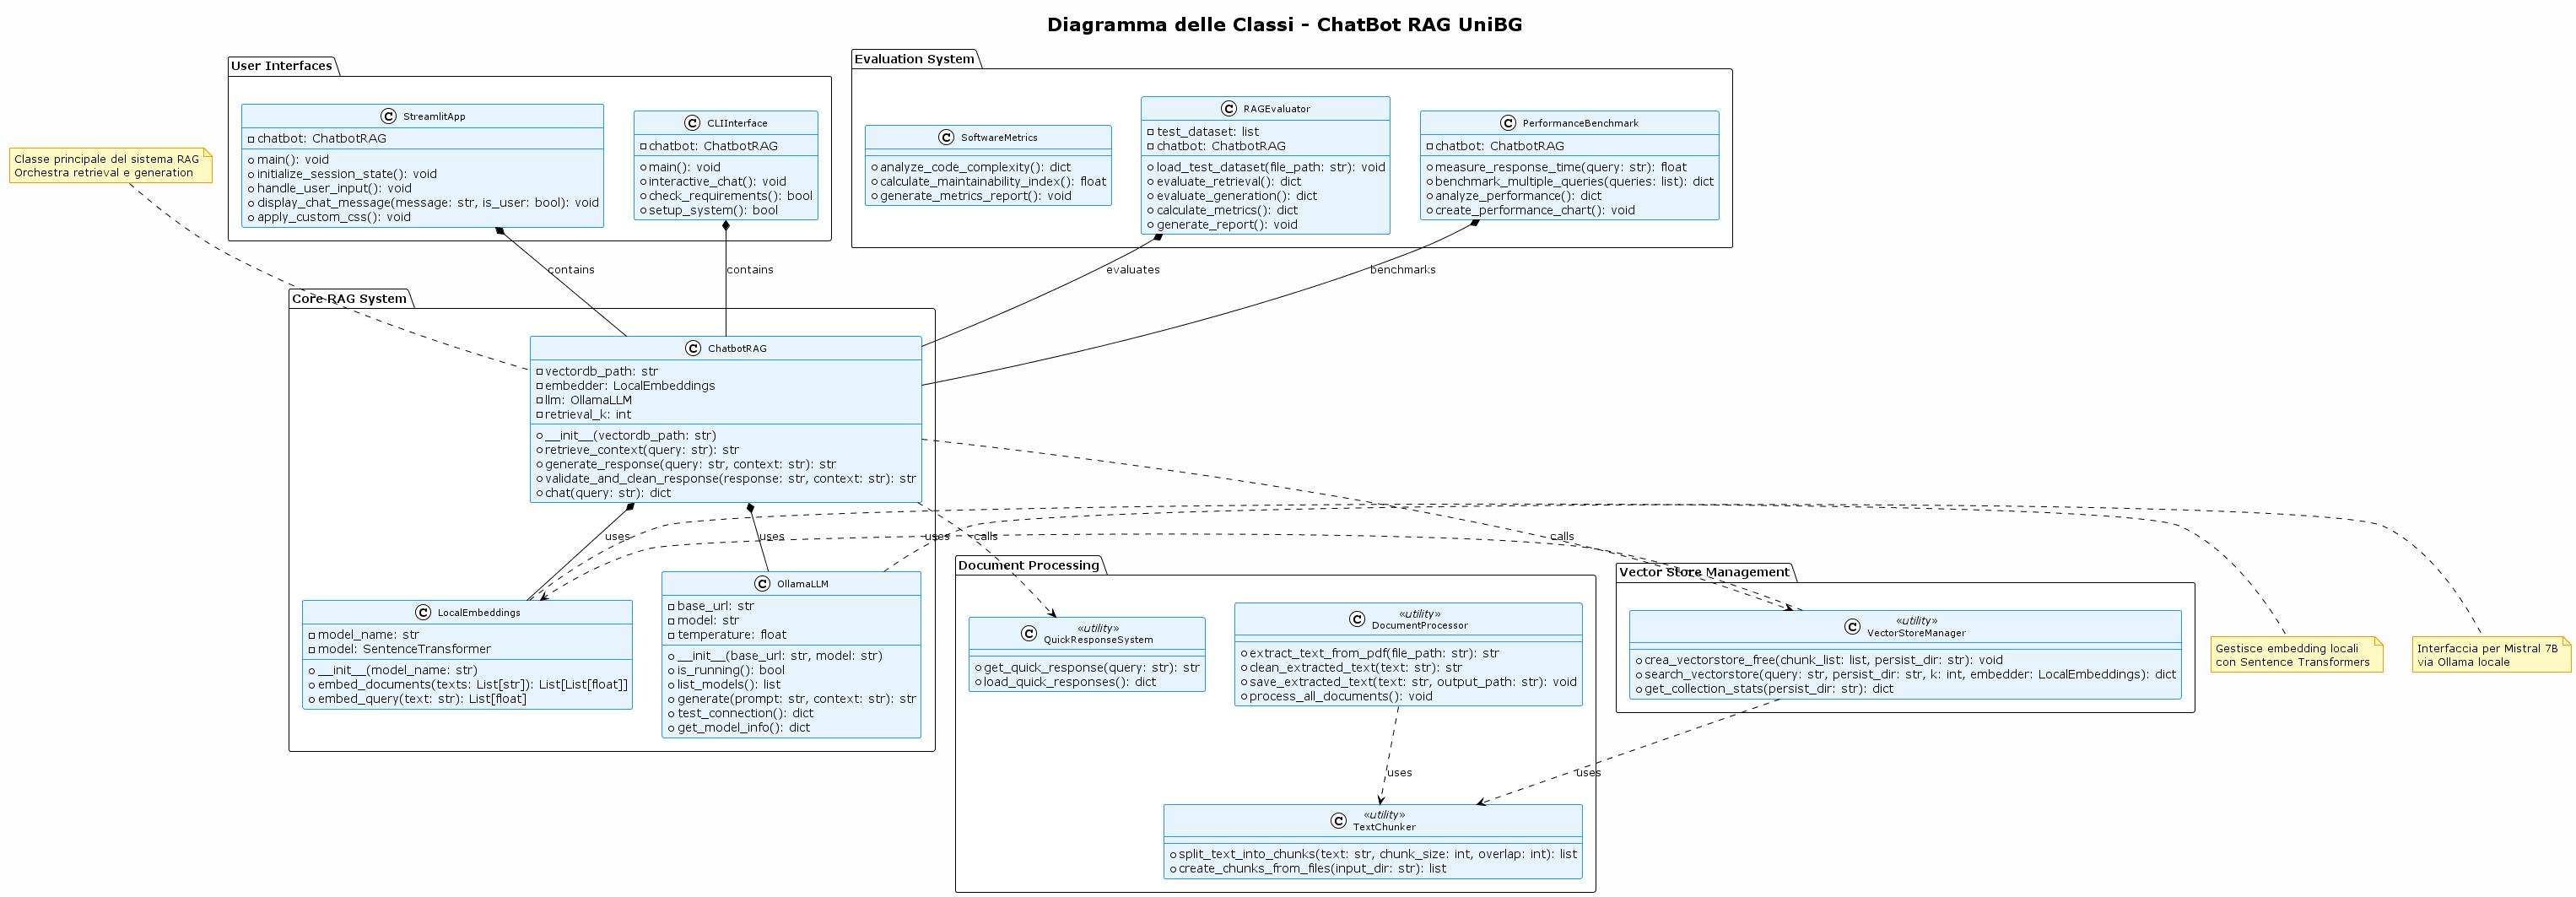 Diagramma delle Classi - ChatBot RAG UniBG
User Interfaces
StreamlitApp
chatbot: ChatbotRAG
main(): void
initialize_session_state(): void
handle_user_input(): void
display_chat_message(message: str, is_user: bool): void
apply_custom_css(): void
CLIInterface
chatbot: ChatbotRAG
main(): void
interactive_chat(): void
check_requirements(): bool
setup_system(): bool
Evaluation System
SoftwareMetrics
analyze_code_complexity(): dict
calculate_maintainability_index(): float
generate_metrics_report(): void
RAGEvaluator
test_dataset: list
chatbot: ChatbotRAG
load_test_dataset(file_path: str): void
evaluate_retrieval(): dict
evaluate_generation(): dict
calculate_metrics(): dict
generate_report(): void
PerformanceBenchmark
chatbot: ChatbotRAG
measure_response_time(query: str): float
benchmark_multiple_queries(queries: list): dict
analyze_performance(): dict
create_performance_chart(): void
Classe principale del sistema RAG
Orchestra retrieval e generation
contains
contains
evaluates
benchmarks
Core RAG System
ChatbotRAG
vectordb_path: str
embedder: LocalEmbeddings
llm: OllamaLLM
retrieval_k: int
__init__(vectordb_path: str)
retrieve_context(query: str): str
generate_response(query: str, context: str): str
validate_and_clean_response(response: str, context: str): str
chat(query: str): dict
uses
uses
uses
calls
calls
LocalEmbeddings
model_name: str
model: SentenceTransformer
__init__(model_name: str)
embed_documents(texts: List[str]): List[List[float]]
embed_query(text: str): List[float]
OllamaLLM
base_url: str
model: str
temperature: float
__init__(base_url: str, model: str)
is_running(): bool
list_models(): list
generate(prompt: str, context: str): str
test_connection(): dict
get_model_info(): dict
Document Processing
«utility»
QuickResponseSystem
get_quick_response(query: str): str
load_quick_responses(): dict
«utility»
DocumentProcessor
extract_text_from_pdf(file_path: str): str
clean_extracted_text(text: str): str
save_extracted_text(text: str, output_path: str): void
process_all_documents(): void
Vector Store Management
«utility»
VectorStoreManager
crea_vectorstore_free(chunk_list: list, persist_dir: str): void
search_vectorstore(query: str, persist_dir: str, k: int, embedder: LocalEmbeddings): dict
get_collection_stats(persist_dir: str): dict
Gestisce embedding locali
con Sentence Transformers
Interfaccia per Mistral 7B
via Ollama locale
uses
uses
«utility»
TextChunker
split_text_into_chunks(text: str, chunk_size: int, overlap: int): list
create_chunks_from_files(input_dir: str): list